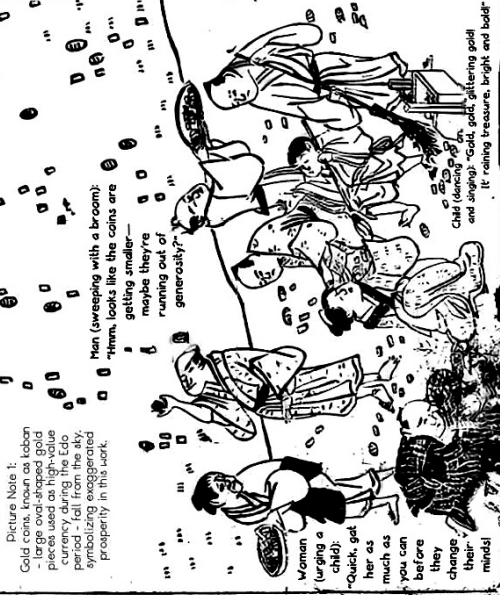 Picture Note 1:
Gold coins, known as koban
- large oval-shaped gold
pieces used as high-value
currency during the Edo
period - fall from the sky,
symbolizing exaggerated
prosperity in this work.
Man (sweeping with a broom):
"Hmm, looks like the coins are
getting smaller—
maybe they're
running out of
generosity?"
Woman
(urging a
child):
"Quick, gat
her as
much as
you can
before
they
change
their
minds!
Child (dancing on,
and singing): "Gold, gold, glittering gold!
It' raining treasure, bright and bold!"